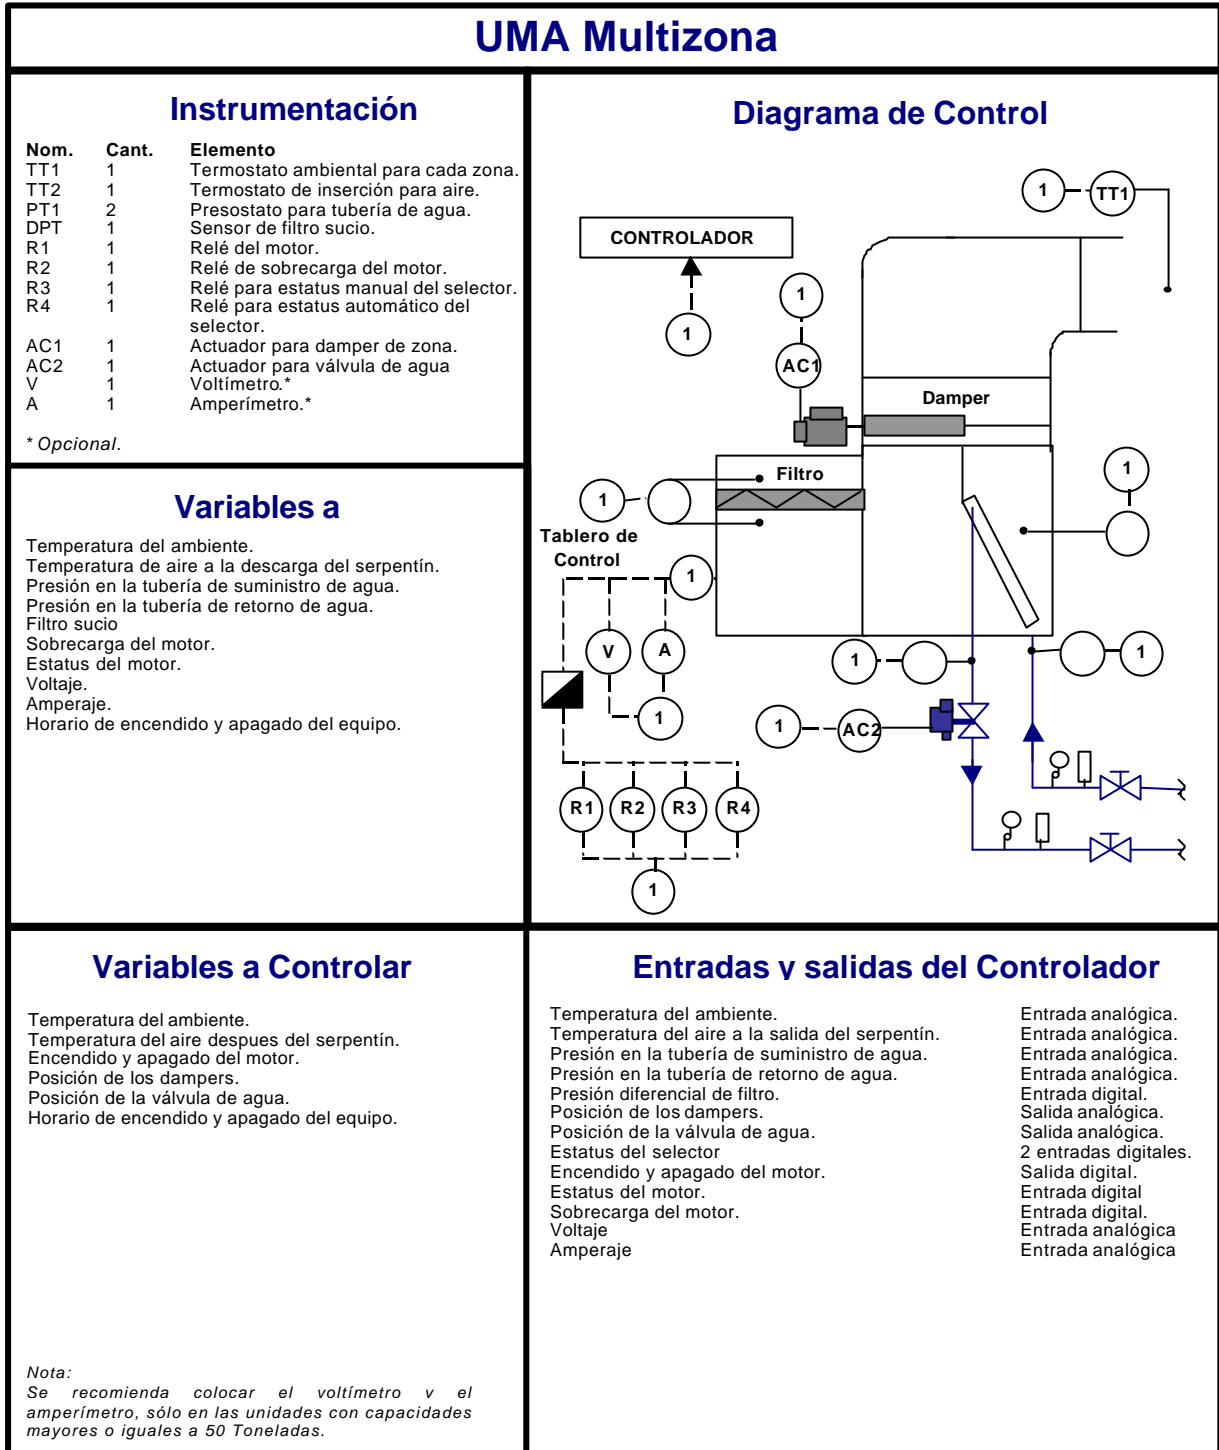 UMA Multizona
Instrumentación
Nom. Cant. Elemento
TT1 1 Termostato ambiental para cada zona.
TT2 1 Termostato de inserción para aire.
PT1 2 Presostato para tubería de agua.
DPT 1 Sensor de filtro sucio.
R1 1 Relé del motor.
R2 1 Relé de sobrecarga del motor.
R3 1 Relé para estatus manual del selector.
R4 1 Relé para estatus automático del
selector.
AC1 1 Actuador para damper de zona.
AC2 1 Actuador para válvula de agua
V 1 Voltímetro.*
A 1 Amperímetro.*
* Opcional.
Variables a
Temperatura del ambiente.
Temperatura de aire a la descarga del serpentín.
Presión en la tubería de suministro de agua.
Presión en la tubería de retorno de agua.
Filtro sucio
Sobrecarga del motor.
Estatus del motor.
Voltaje.
Amperaje.
Horario de encendido y apagado del equipo.
Diagrama de Control
1 TT1
CONTROLADOR
1
1
AC1
Damper
Filtro
1
1
Tablero de
Control
1
V A
1
1
1
1 AC2
R1 R2 R3 R4
1
Variables a Controlar
Temperatura del ambiente.
Temperatura del aire despues del serpentín.
Encendido y apagado del motor.
Posición de los dampers.
Posición de la válvula de agua.
Horario de encendido y apagado del equipo.
Nota:
Se recomienda colocar el voltímetro v el
amperímetro, sólo en las unidades con capacidades
mayores o iguales a 50 Toneladas.
Entradas y salidas del Controlador
Temperatura del ambiente. Entrada analógica.
Temperatura del aire a la salida del serpentín. Entrada analógica.
Presión en la tubería de suministro de agua. Entrada analógica.
Presión en la tubería de retorno de agua. Entrada analógica.
Presión diferencial de filtro. Entrada digital.
Posición de los dampers. Salida analógica.
Posición de la válvula de agua. Salida analógica.
Estatus del selector 2 entradas digitales.
Encendido y apagado del motor. Salida digital.
Estatus del motor. Entrada digital
Sobrecarga del motor. Entrada digital.
Voltaje Entrada analógica
Amperaje Entrada analógica